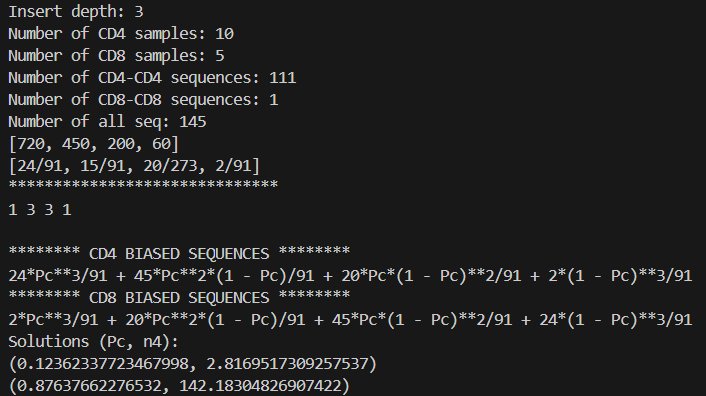 Insert depth: 3
Number of CD4 samples: 10
Number of CD8 samples: 5
Number of CD4-CD4 sequences: 111
Number of CD8-CD8 sequences: 1
Number of all seq: 145
[720, 450, 200, 60]
[24/91, 15/91, 20/273, 2/91]
******************************
1 3 3 1
******** CD4 BIASED SEQUENCES ********
24*Pc**3/91 + 45*Pc**2*(1 - Pc)/91 + 20*Pc*(1 - Pc)**2/91 + 2*(1 - Pc)**3/91
******** CD8 BIASED SEQUENCES ********
2*Pc**3/91 + 20*Pc**2*(1 - Pc)/91 + 45*Pc*(1 - Pc)**2/91 + 24*(1 - Pc)**3/91
Solutions (Pc, n4):
(0.12362337723467998, 2.8169517309257537)
(0.87637662276532, 142.18304826907422)